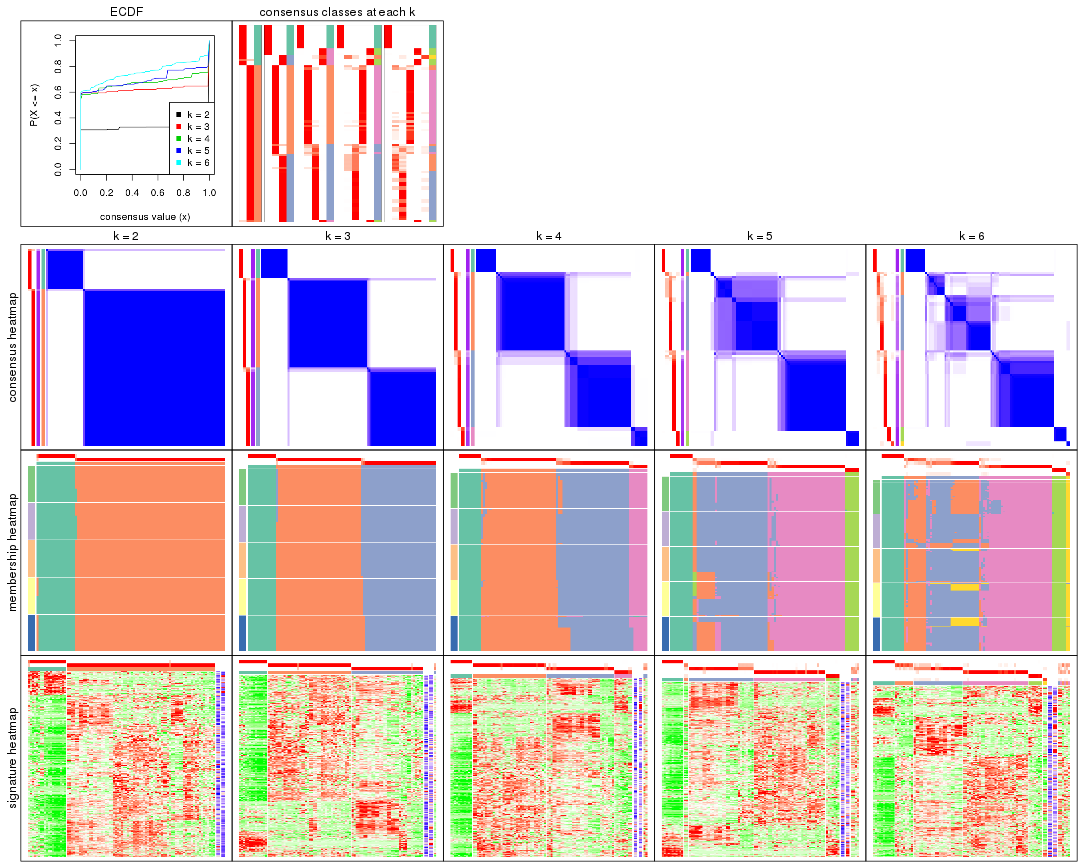 ECDF
consensus classes at each k
P(X <= x)
0.0 0.2 0.4 0.6 0.8 1.0
k = 2
k = 3
k = 4
k = 5
k = 6
0.0 0.2 0.4 0.6 0.8 1.0
consensus value (x)
k = 2 k = 3 k = 4 k = 5 k = 6
consensus heatmap
membership heatmap
signature heatmap